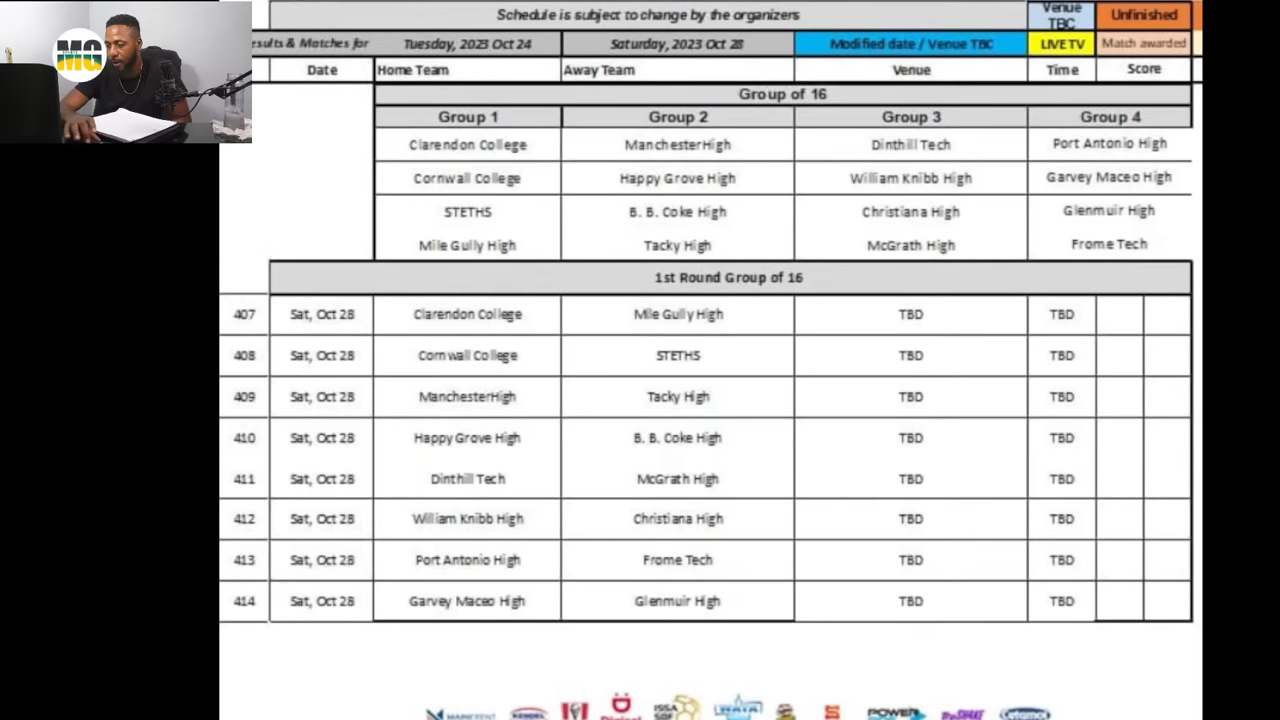 Schedule is subject to change by the organizers Venue TBC Unfinished
esults & Matches for Tuesday, 2023 Oct 24 Saturday, 2023 Oct 28 Modified date / Venue TBC LIVE TV Match awarded
MG
Date Home Team Away Team Venue Time Score
Group of 16
Group 1 Group 2 Group 3 Group 4
Clarendon College ManchesterHigh Dinthill Tech Port Antonio High
Cornwall College Happy Grove High William Knibb High Garvey Maceo High
STETHS B. B. Coke High Christiana High Glenmuir High
Mile Gully High Tacky High McGrath High Frome Tech
1st Round Group of 16
407 Sat, Oct 28 Clarendon College Mile Gully High TBD TBD
408 Sat, Oct 28 Cornwall College STETHS TBD TBD
409 Sat, Oct 28 ManchesterHigh Tacky High TBD TBD
410 Sat, Oct 28 Happy Grove High B. B. Coke High TBD TBD
411 Sat, Oct 28 Dinthill Tech McGrath High TBD TBD
412 Sat, Oct 28 William Knibb High Christiana High TBD TBD
413 Sat, Oct 28 Port Antonio High Frome Tech TBD TBD
414 Sat, Oct 28 Garvey Maceo High Glenmuir High TBD TBD
KFC Digicel ISSA POWER